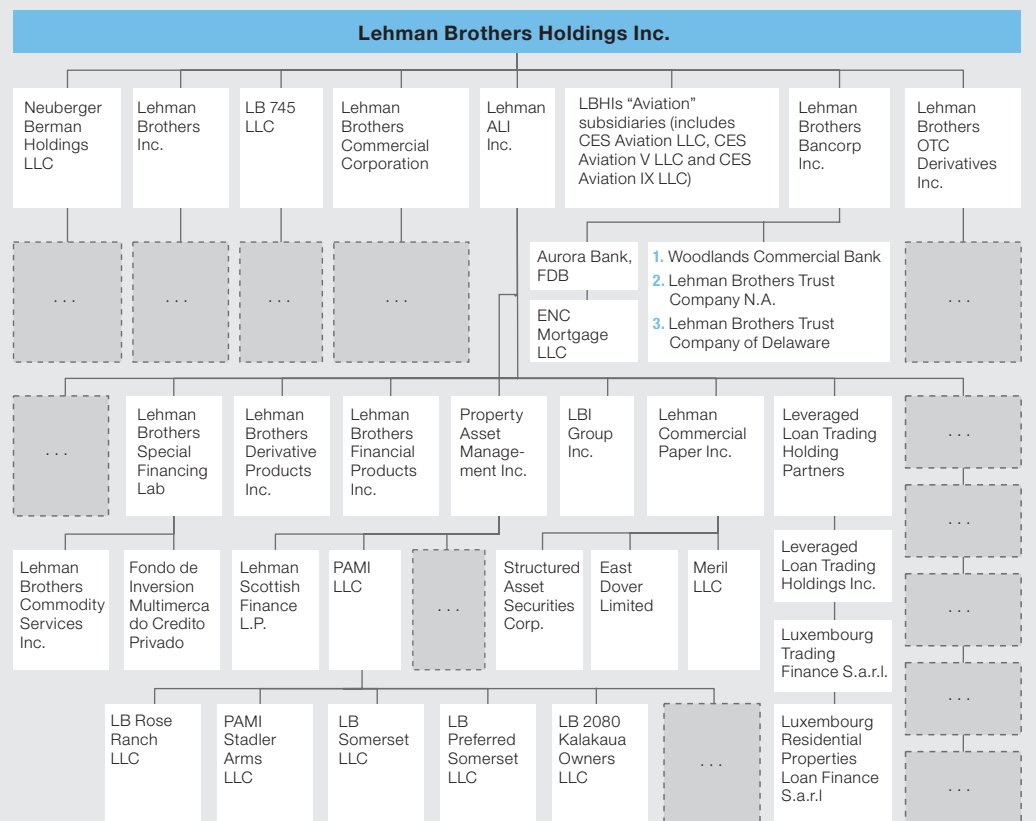 Lehman Brothers Holdings Inc.
Neuberger
Berman
Holdings
LLC
Lehman
Brothers
Inc.
LB 745
LLC
Lehman
Brothers
Commercial
Corporation
Lehman
ALI
Inc.
LBHIs “Aviation”
subsidiaries (includes
CES Aviation LLC, CES
Aviation V LLC and CES
Aviation IX LLC)
Lehman
Brothers
Bancorp
Inc.
Lehman
Brothers
OTC
Derivatives
Inc.
. . .
. . .
. . .
. . .
Aurora Bank,
FDB
ENC
Mortgage
LLC
1. Woodlands Commercial Bank
2. Lehman Brothers Trust
Company N.A.
3. Lehman Brothers Trust
Company of Delaware
. . .
. . .
Lehman
Brothers
Special
Financing
Lab
Lehman
Brothers
Derivative
Products
Inc.
Lehman
Brothers
Financial
Products
Inc.
Property
Asset
Manage-
ment Inc.
LBI
Group
Inc.
Lehman
Commercial
Paper Inc.
Leveraged
Loan Trading
Holding
Partners
. . .
. . .
Lehman
Brothers
Commodity
Services
Inc.
Fondo de
Inversion
Multimerca
do Credito
Privado
Lehman
Scottish
Finance
L.P.
PAMI
LLC
. . .
Structured
Asset
Securities
Corp.
East
Dover
Limited
Meril
LLC
Leveraged
Loan Trading
Holdings Inc.
. . .
Luxembourg
Trading
Finance S.a.r.l.
. . .
LB Rose
Ranch
LLC
PAMI
Stadler
Arms
LLC
LB
Somerset
LLC
LB
Preferred
Somerset
LLC
LB 2080
Kalakaua
Owners
LLC
. . .
Luxembourg
Residential
Properties
Loan Finance
S.a.r.l
. . .